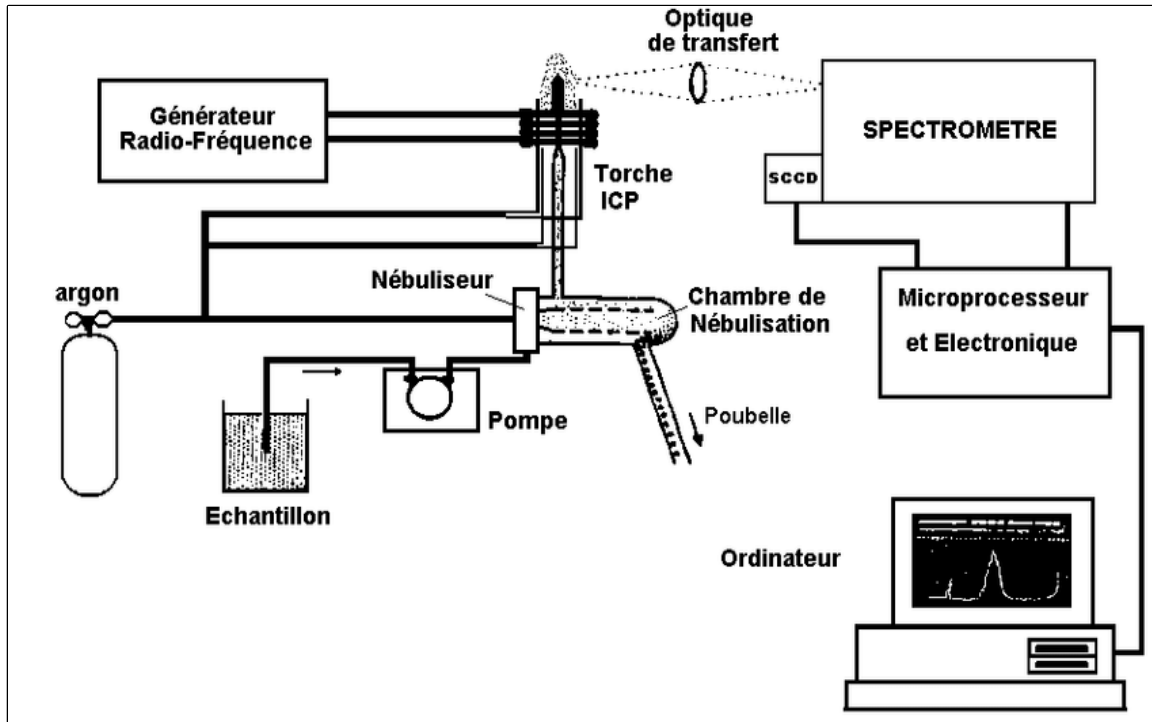 Optique
de transfert
Générateur
Radio-Fréquence
SPECTROMETRE
SCCD
Torche
ICP
Nébuliseur
argon
Chambre de
Nébulisation
Microprocesseur
et Electronique
Pompe
Poubelle
Echantillon
Ordinateur